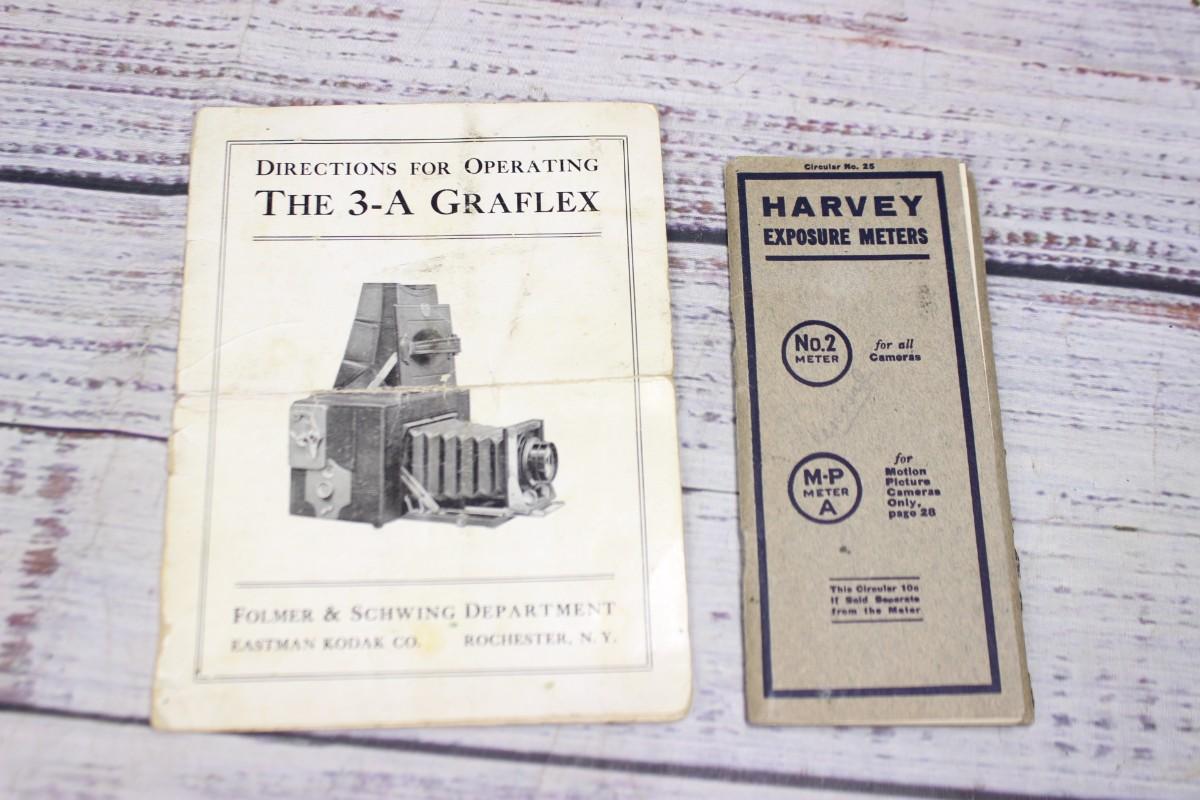 DIRECTIONS FOR OPERATING
THE 3-A GRAFLEX
FOLMER & SCHWING DEPARTMENT
EASTMAN KODAK CO. ROCHESTER, N.Y.
Circular No. 25
HARVEY
EXPOSURE METERS
No.2
METER
for all
Cameras
M-P
METER
A
for
Motion
Picture
Cameras
Only,
page 28
This Circular 10c
If Sold Separate
from the Meter